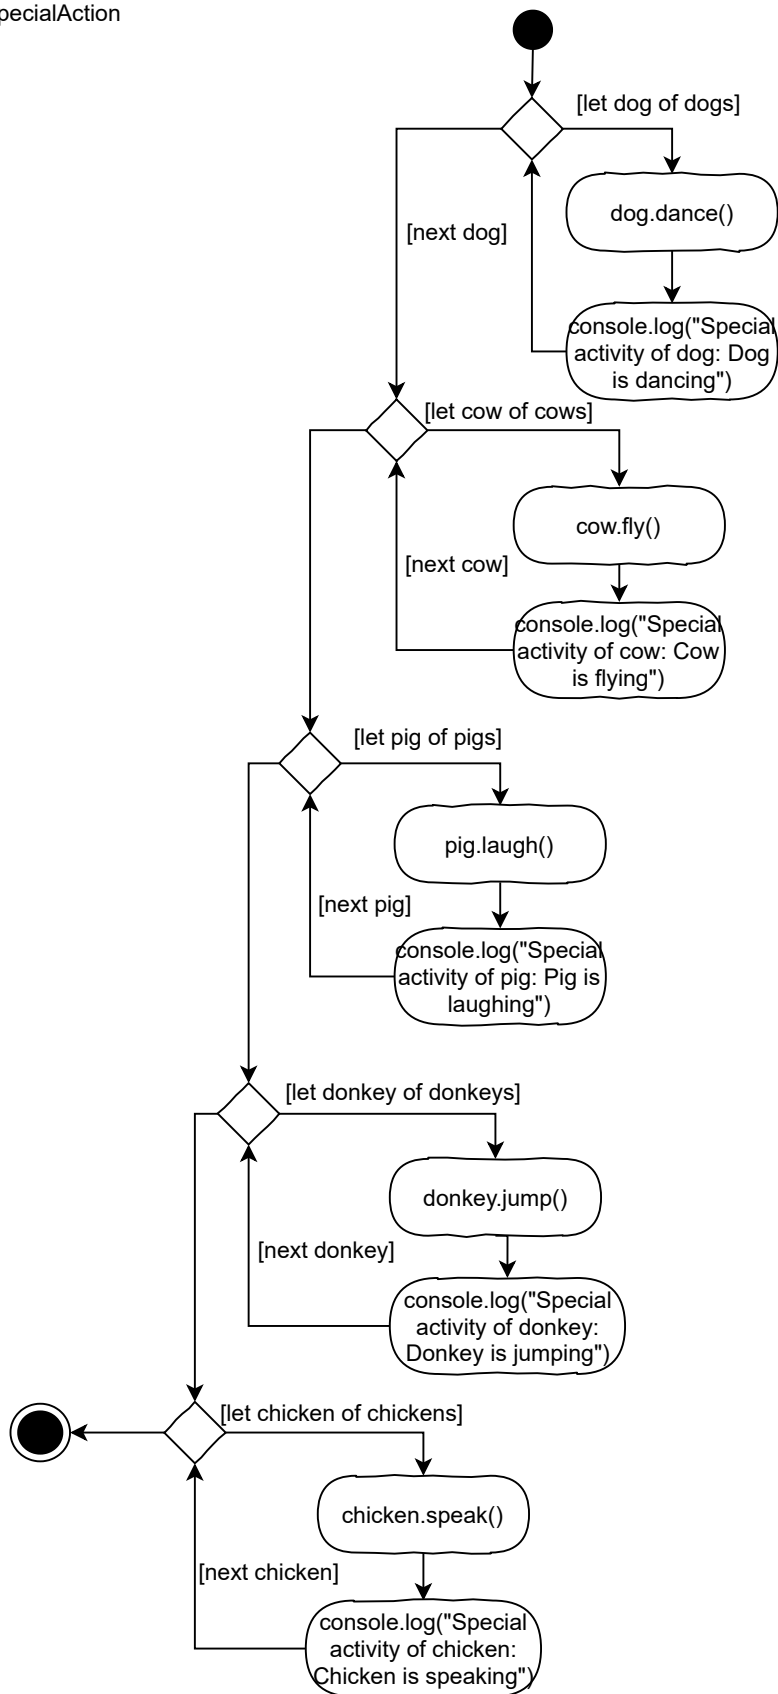 pecialAction
[let dog of dogs]
dog.dance()
[next dog]
console.log("Special
activity of dog: Dog
is dancing")
[let cow of cows]
cow.fly()
[next cow]
console.log("Special
activity of cow: Cow
is flying")
[let pig of pigs]
pig.laugh()
[next pig]
console.log("Special
activity of pig: Pig is
laughing")
[let donkey of donkeys]
donkey.jump()
[next donkey]
console.log("Special
activity of donkey:
Donkey is jumping")
[let chicken of chickens]
chicken.speak()
[next chicken]
console.log("Special
activity of chicken:
Chicken is speaking")